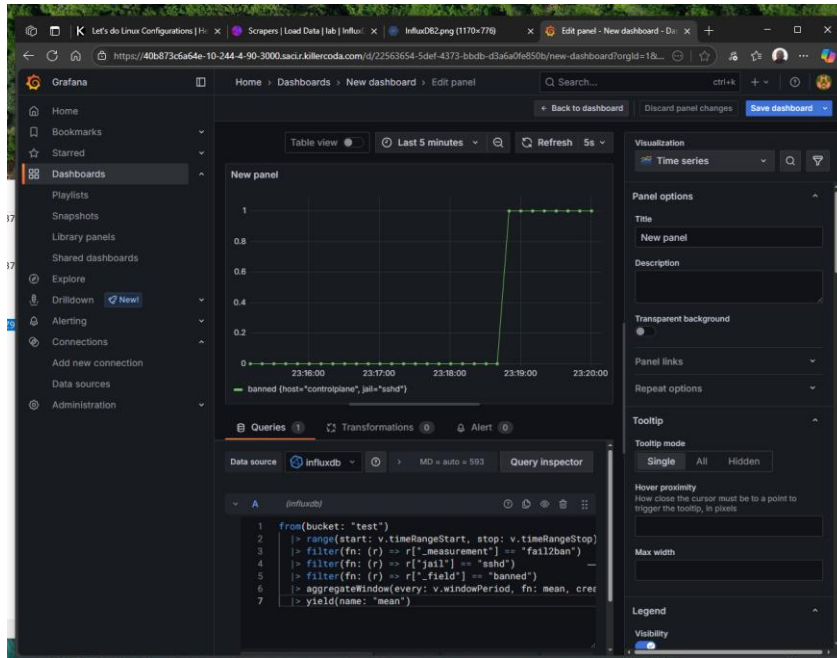 Let's do Linux Configurations | H
Scrapers | Load Data | lab | Influx
InfluxDB2.png (1170×776)
Edit panel - New dashboard - Da
https://40b873c6a64e-10-244-4-90-3000.saci.r.killercoda.com/d/22563654-5def-4373-bbdb-d3a6a0fe850b/new-dashboard?orgId=1&...
Grafana
Home > Dashboards > New dashboard > Edit panel
Search...
ctrl+k
Back to dashboard
Discard panel changes
Save dashboard
Home
Bookmarks
Starred
Dashboards
Playlists
Snapshots
Library panels
Shared dashboards
Explore
Drilldown
New!
Alerting
Connections
Add new connection
Data sources
Administration
Table view
Last 5 minutes
Refresh
5s
New panel
1
0.8
0.6
0.4
0.2
0
23:16:00
23:17:00
23:18:00
23:19:00
23:20:00
banned {host="controlplane", jail="sshd"}
Queries 1
Transformations 0
Alert 0
Data source
influxdb
MD = auto = 593
Query inspector
A
(influxdb)
1 from(bucket: "test")
2 |> range(start: v.timeRangeStart, stop: v.timeRangeStop)
3 |> filter(fn: (r) => r["_measurement"] == "fail2ban")
4 |> filter(fn: (r) => r["jail"] == "sshd")
5 |> filter(fn: (r) => r["_field"] == "banned")
6 |> aggregateWindow(every: v.windowPeriod, fn: mean, crea
7 |> yield(name: "mean")
Visualization
Time series
Panel options
Title
New panel
Description
Transparent background
Panel links
Repeat options
Tooltip
Tooltip mode
Single
All
Hidden
Hover proximity
How close the cursor must be to a point to
trigger the tooltip, in pixels
Max width
Legend
Visibility
37
37
79